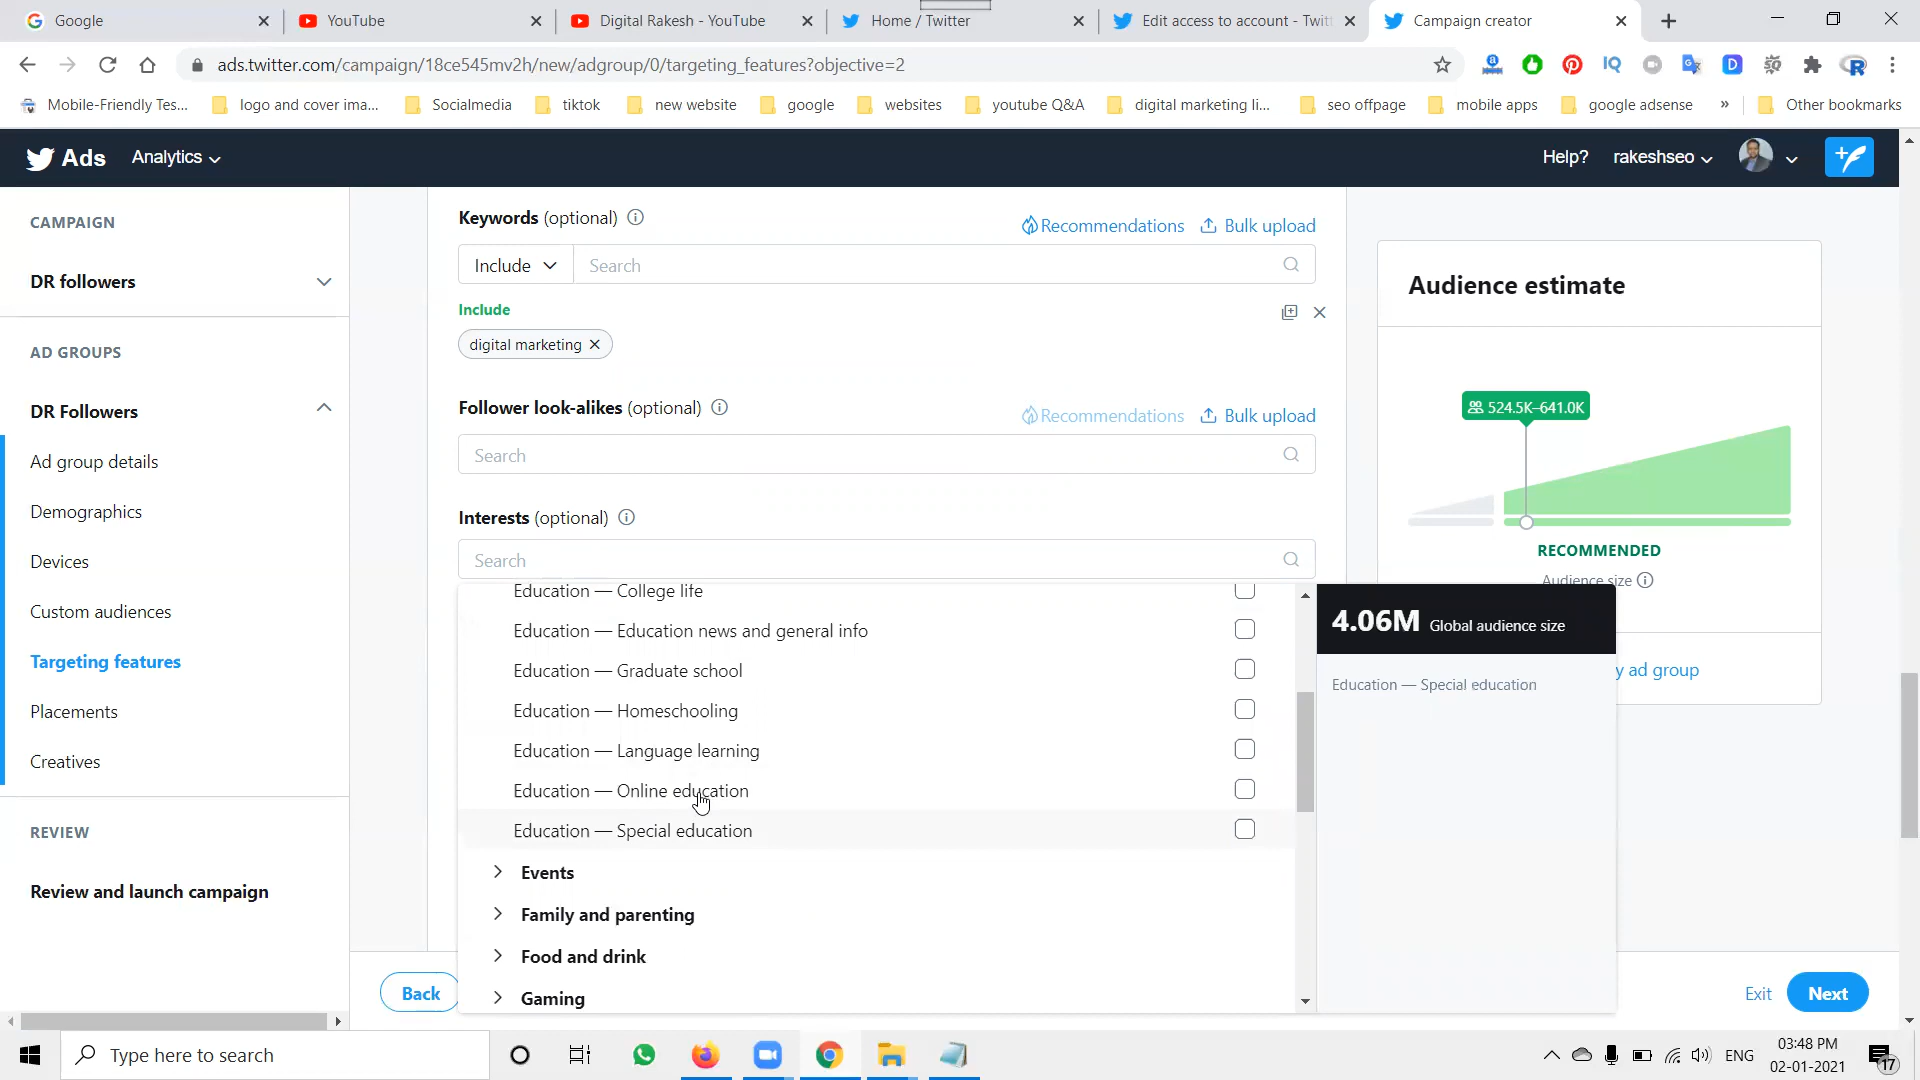 Google
YouTube
Digital Rakesh - YouTube
Home / Twitter
Edit access to account - Twit
Campaign creator
ads.twitter.com/campaign/18ce545mv2h/new/adgroup/0/targeting_features?objective=2
Mobile-Friendly Tes...
logo and cover ima...
Socialmedia
tiktok
new website
google
websites
youtube Q&A
digital marketing li...
seo offpage
mobile apps
google adsense
»
Other bookmarks
Ads
Analytics
Help?
rakeshseo
CAMPAIGN
DR followers
AD GROUPS
DR Followers
Ad group details
Demographics
Devices
Custom audiences
Targeting features
Placements
Creatives
REVIEW
Review and launch campaign
Keywords (optional)
Recommendations
Bulk upload
Include
Search
Include
digital marketing
Follower look-alikes (optional)
Recommendations
Bulk upload
Search
Interests (optional)
Search
Education — College life
Education — Education news and general info
Education — Graduate school
Education — Homeschooling
Education — Language learning
Education — Online education
Education — Special education
Events
Family and parenting
Food and drink
Gaming
4.06M Global audience size
Education — Special education
Audience estimate
524.5K–641.0K
RECOMMENDED
Audience size
y ad group
Back
Exit
Next
Type here to search
ENG
03:48 PM
02-01-2021
17